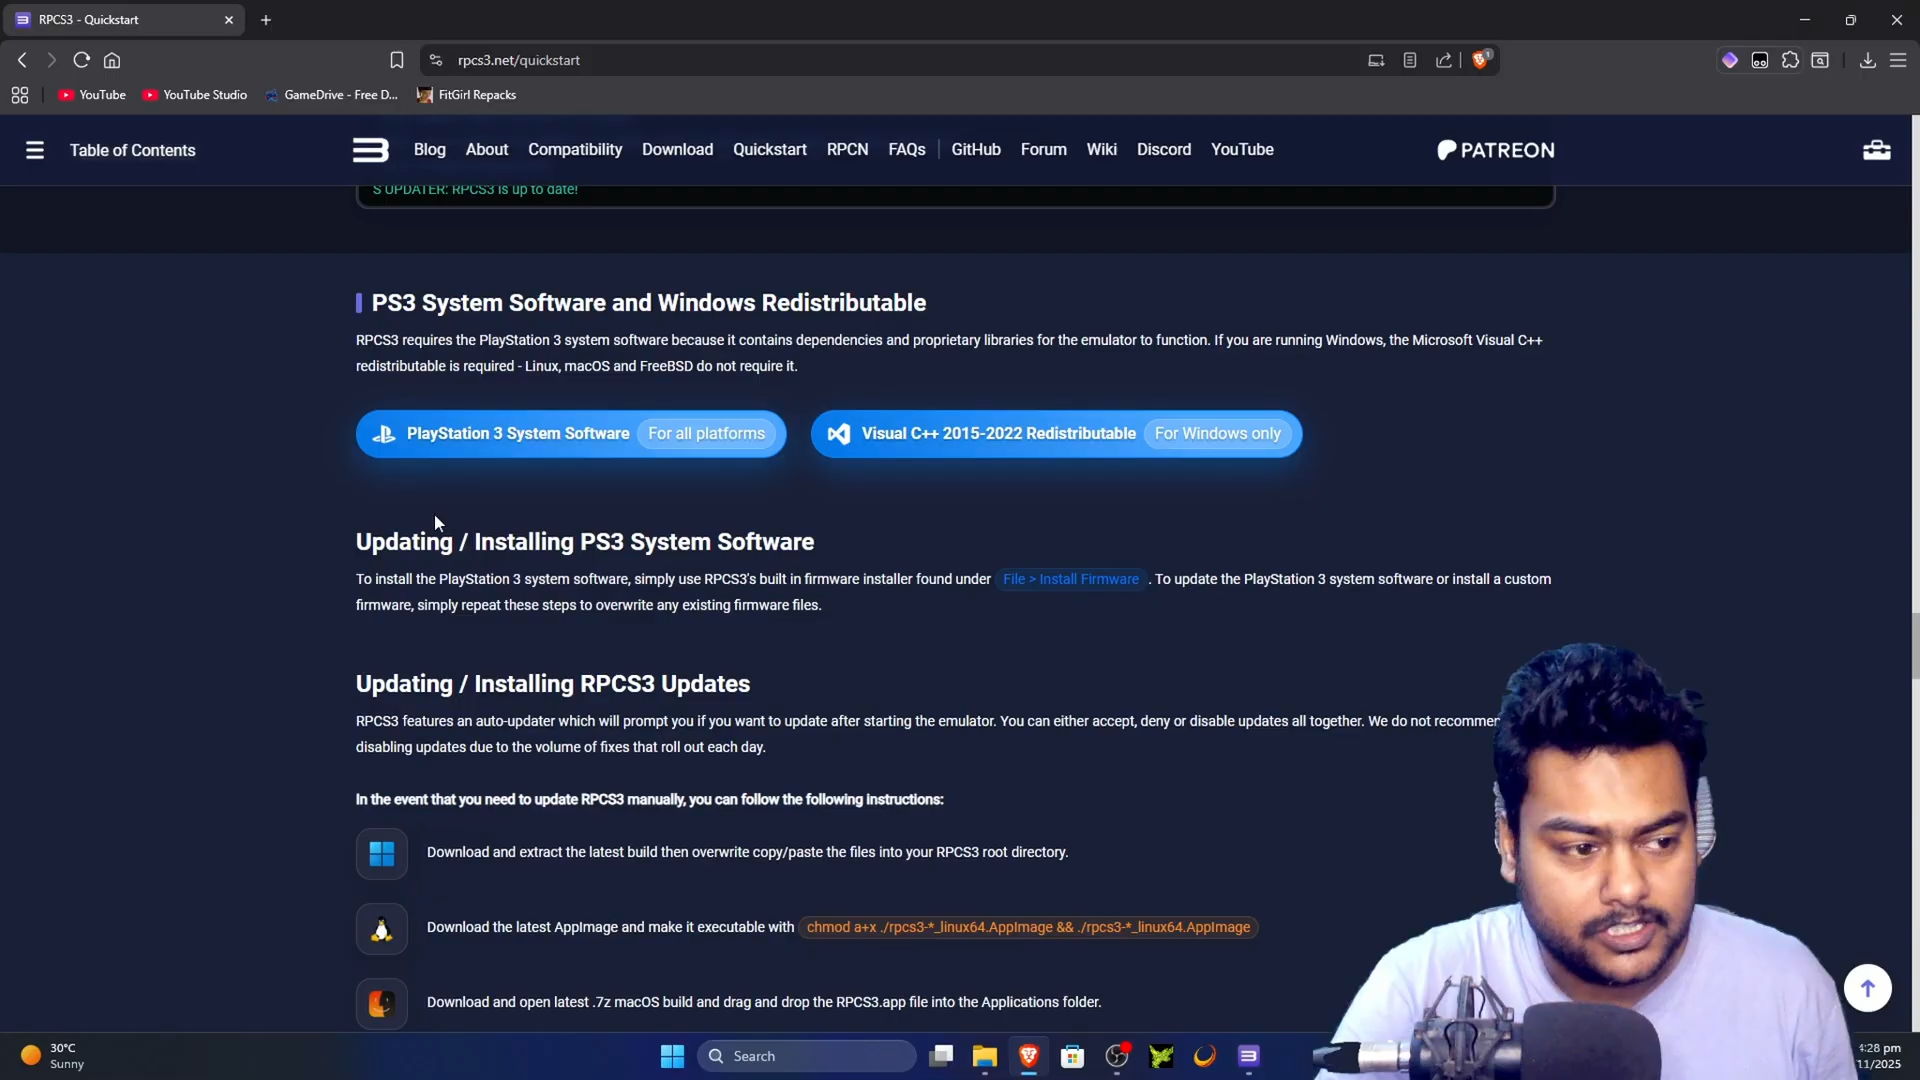 RPCS3 - Quickstart
rpcs3.net/quickstart
1
YouTube
YouTube Studio
GameDrive - Free D...
FitGirl Repacks
Table of Contents
Blog
About
Compatibility
Download
Quickstart
RPCN
FAQs
GitHub
Forum
Wiki
Discord
YouTube
PATREON
S UPDATER: RPCS3 is up to date!
PS3 System Software and Windows Redistributable
RPCS3 requires the PlayStation 3 system software because it contains dependencies and proprietary libraries for the emulator to function. If you are running Windows, the Microsoft Visual C++
redistributable is required - Linux, macOS and FreeBSD do not require it.
PlayStation 3 System Software For all platforms
Visual C++ 2015-2022 Redistributable For Windows only
Updating / Installing PS3 System Software
To install the PlayStation 3 system software, simply use RPCS3's built in firmware installer found under File > Install Firmware . To update the PlayStation 3 system software or install a custom
firmware, simply repeat these steps to overwrite any existing firmware files.
Updating / Installing RPCS3 Updates
RPCS3 features an auto-updater which will prompt you if you want to update after starting the emulator. You can either accept, deny or disable updates all together. We do not
disabling updates due to the volume of fixes that roll out each day.
In the event that you need to update RPCS3 manually, you can follow the following instructions:
Download and extract the latest build then overwrite copy/paste the files into your RPCS3 root directory.
Download the latest AppImage and make it executable with chmod a+x ./rpcs3-*_linux64.AppImage && ./rpcs3-*_linux64.AppImage
Download and open latest .7z macOS build and drag and drop the RPCS3.app file into the Applications folder.
30°C
Sunny
Search
4:28 pm
11/2025